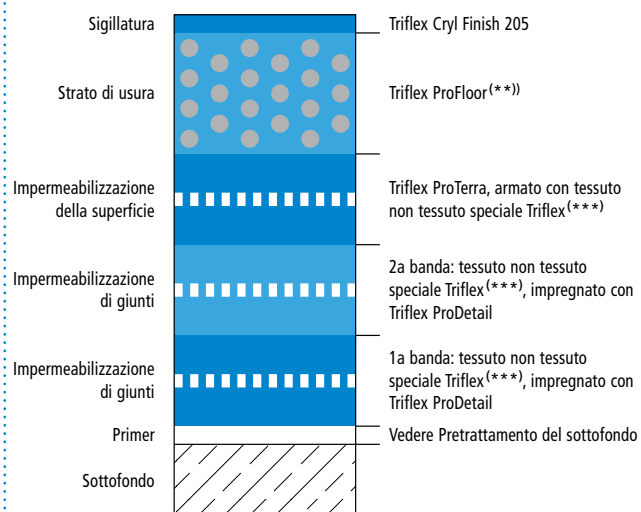 Sigillatura
Triflex Cryl Finish 205
Strato di usura
Triflex ProFloor(**))
Impermeabilizzazione
della superficie
Triflex ProTerra, armato con tessuto
non tessuto speciale Triflex(***)
Impermeabilizzazione
di giunti
2a banda: tessuto non tessuto
speciale Triflex(***), impregnato con
Triflex ProDetail
Impermeabilizzazione
di giunti
1a banda: tessuto non tessuto
speciale Triflex(***), impregnato con
Triflex ProDetail
Primer
Vedere Pretrattamento del sottofondo
Sottofondo